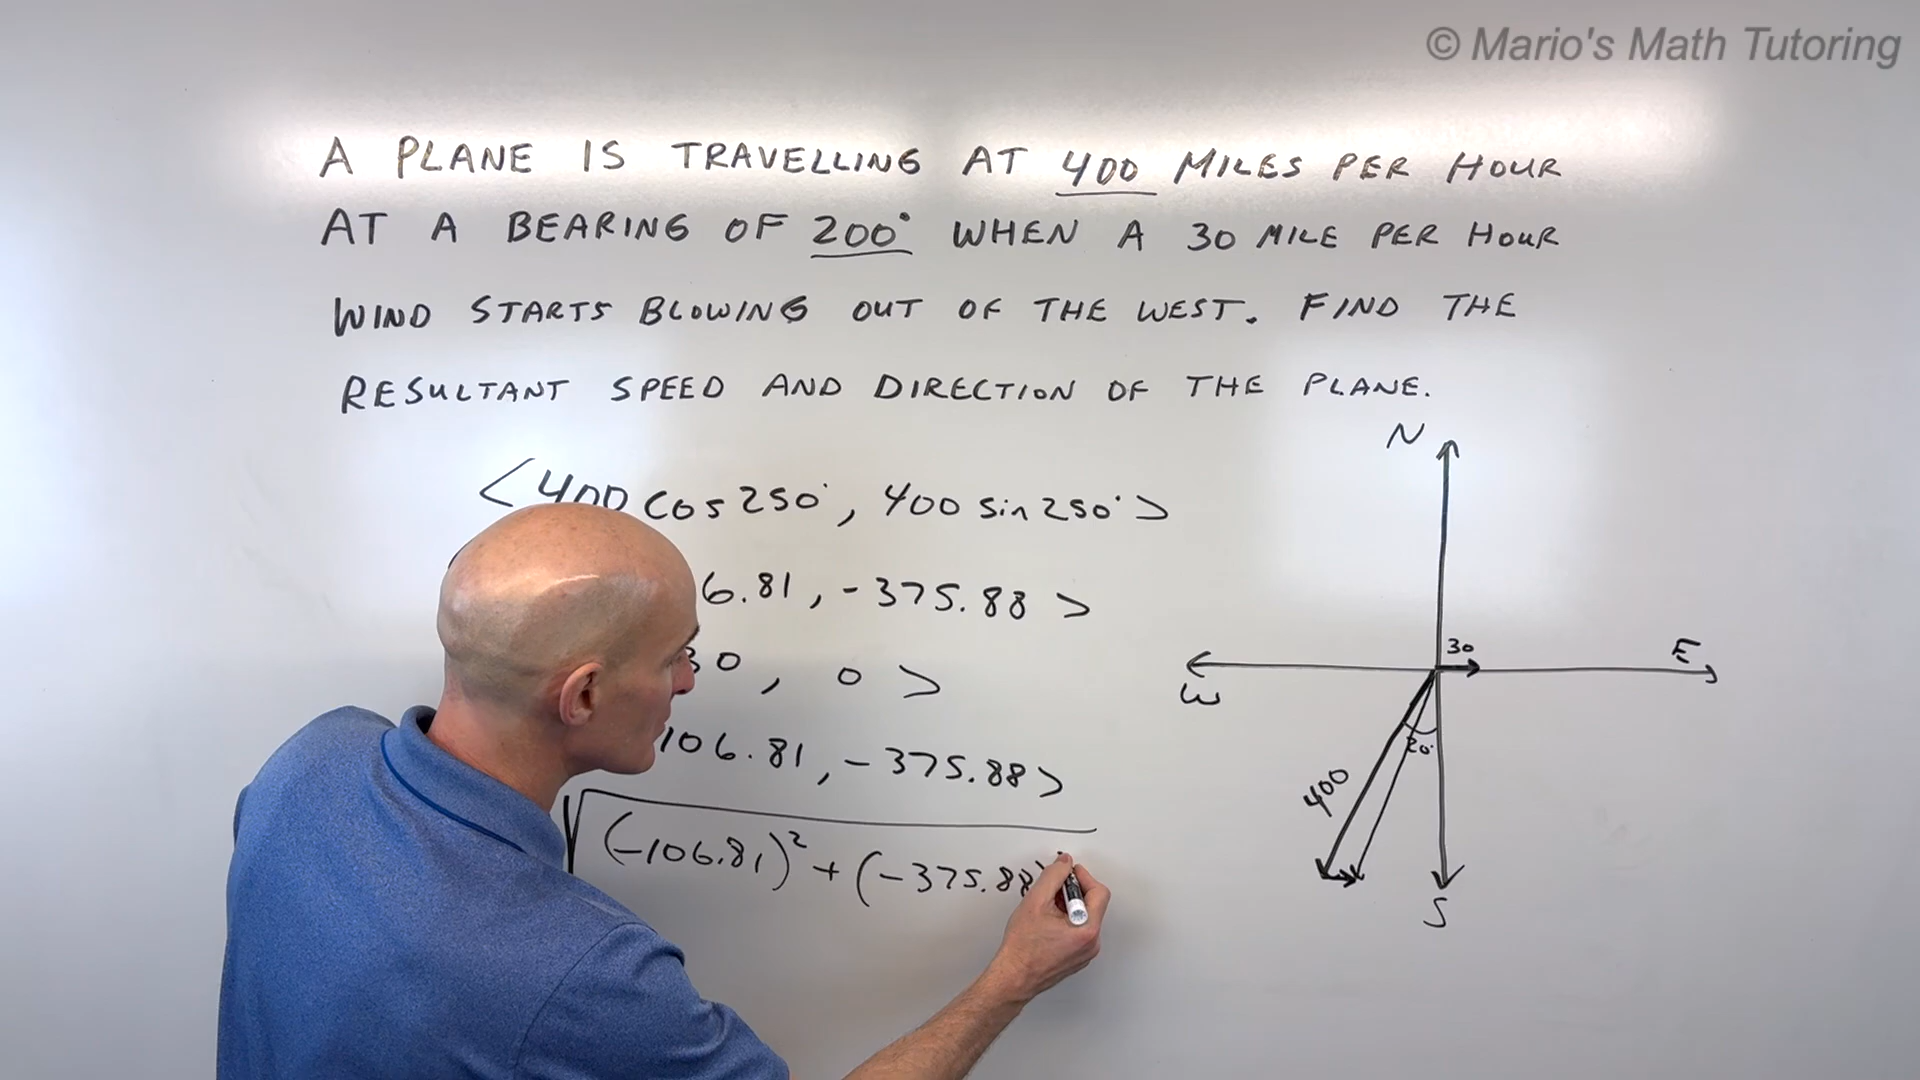 © Mario's Math Tutoring
A PLANE IS TRAVELLING AT 400 MILES PER HOUR
AT A BEARING OF 200° WHEN A 30 MILE PER HOUR
WIND STARTS BLOWING OUT OF THE WEST. FIND THE
RESULTANT SPEED AND DIRECTION OF THE PLANE.
N
<400 cos 250°, 400 sin 250°>
6.81, -375.88 >
30, 0 >
30
E
W
106.81, -375.88>
20°
400
√(-106.81)² + (-375.88)
S